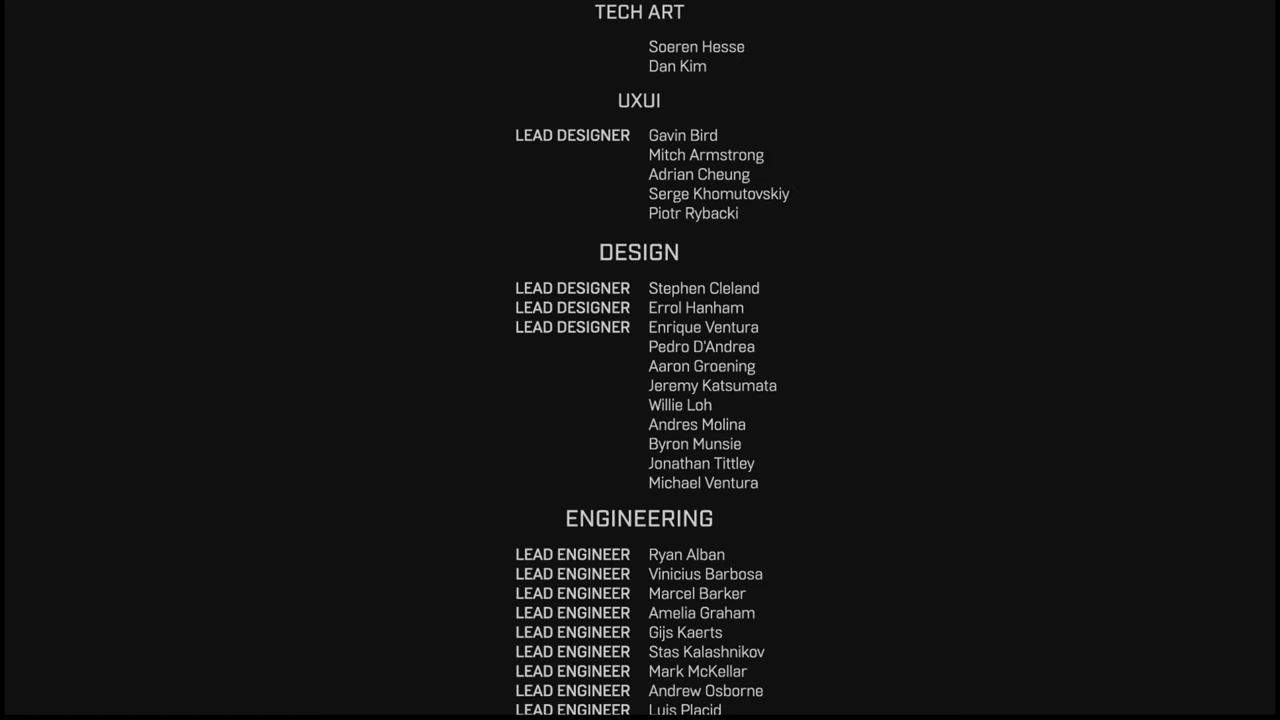 TECH ART
Soeren Hesse
Dan Kim
UXUI
LEAD DESIGNER Gavin Bird
Mitch Armstrong
Adrian Cheung
Serge Khomutovskiy
Piotr Rybacki
DESIGN
LEAD DESIGNER Stephen Cleland
LEAD DESIGNER Errol Hanham
LEAD DESIGNER Enrique Ventura
Pedro D'Andrea
Aaron Groening
Jeremy Katsumata
Willie Loh
Andres Molina
Byron Munsie
Jonathan Tittley
Michael Ventura
ENGINEERING
LEAD ENGINEER Ryan Alban
LEAD ENGINEER Vinicius Barbosa
LEAD ENGINEER Marcel Barker
LEAD ENGINEER Amelia Graham
LEAD ENGINEER Gijs Kaerts
LEAD ENGINEER Stas Kalashnikov
LEAD ENGINEER Mark McKellar
LEAD ENGINEER Andrew Osborne
LEAD ENGINEER Luis Placid